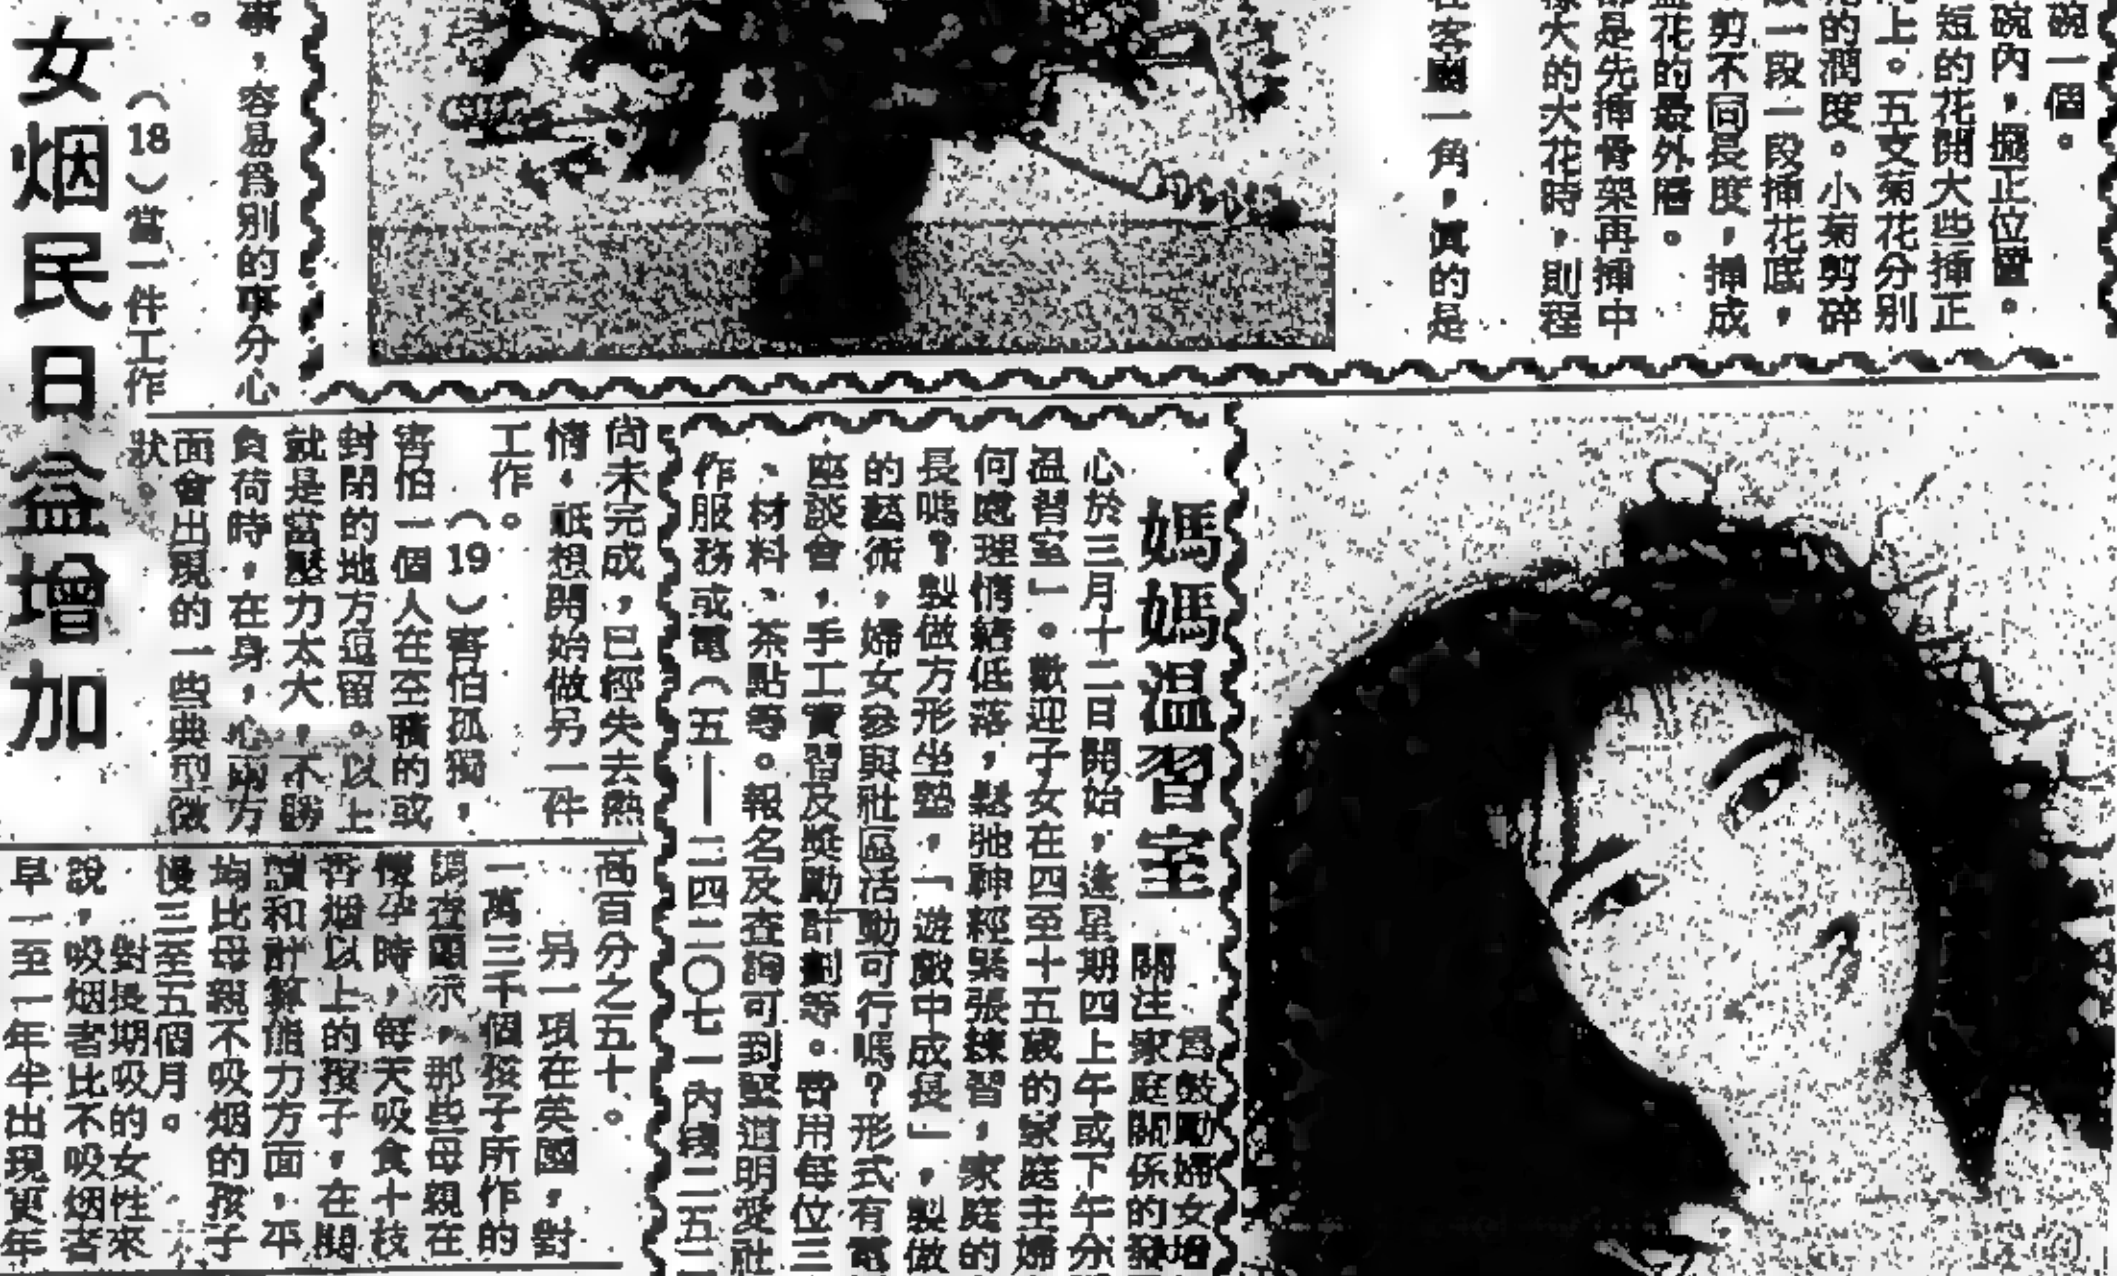 碗一個。
碗內，擺正位置。
短的花開大些揷正
上。五支菊花分別
的濶度。小菊剪碎
一段一段揷花底，
剪不同長度，揷成
花的最外層。
是先揷骨架再揷中
大的大花時，則程
客廳一角，眞的是
事，容易爲別的事分心
。
（18）當一件工作
尚未完成，已經失去熱
情，祇想開始做另一件
工作。
（19）害怕孤獨，
害怕一個人在空曠的或
封閉的地方逗留。以上
就是當壓力太大，不勝
負荷時，在身，心兩方
面會出現的一些典型徵
狀。
媽媽温習室
爲鼓勵婦女增
關注家庭關係的發
心於三月十二日開始，逢星期四上午或下午分
温習室」。歡迎子女在四至十五歲的家庭主婦
何處理情緒低落，鬆弛神經緊張練習，家庭的
長嗎？製做方形坐墊，「遊戲中成長」，製做
的藝術，婦女參與社區活動可行嗎？形式有電
座談會，手工實習及獎勵計劃等。費用每位三
、材料、茶點等。報名及查詢可到堅道明愛社
作服務或電（五——二四二〇七一內線二五二
女烟民日益增加
高百分之五十。
另一項在英國，對
一萬三千個孩子所作的
調查顯示，那些母親在
懷孕時，每天吸食十枝
香烟以上的孩子，在閱
讀和計算能力方面，平
均比母親不吸烟的孩子
慢三至五個月。
對長期吸的女性來
說，吸烟者比不吸烟者
早一至一年半出現更年